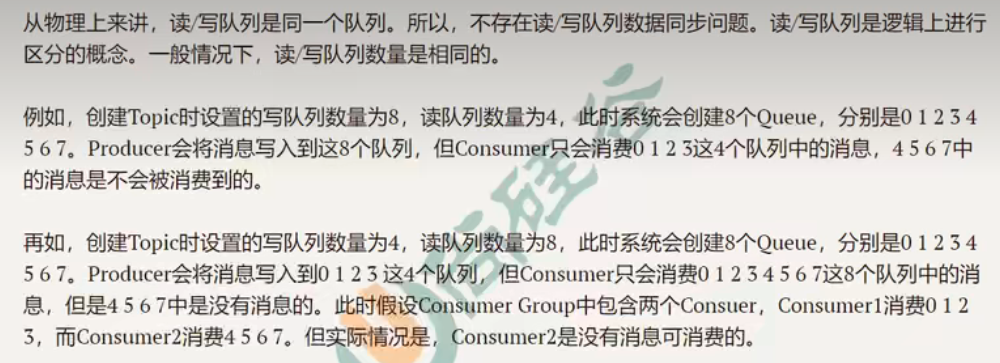 从物理上来讲，读/写队列是同一个队列。所以，不存在读/写队列数据同步问题。读/写队列是逻辑上进行
区分的概念。一般情况下，读/写队列数量是相同的。
例如，创建Topic时设置的写队列数量为8，读队列数量为4，此时系统会创建8个Queue，分别是0 1 2 3 4
5 6 7。Producer会将消息写入到这8个队列，但Consumer只会消费0 1 2 3这4个队列中的消息，4 5 6 7中
的消息是不会被消费到的。
再如，创建Topic时设置的写队列数量为4，读队列数量为8，此时系统会创建8个Queue，分别是0 1 2 3 4
5 6 7。Producer会将消息写入到0 1 2 3 这4个队列，但Consumer只会消费0 1 2 3 4 5 6 7这8个队列中的消
息，但是4 5 6 7中是没有消息的。此时假设Consumer Group中包含两个Consuer，Consumer1消费0 1 2
3，而Consumer2消费4 5 6 7。但实际情况是，Consumer2是没有消息可消费的。
尚硅谷